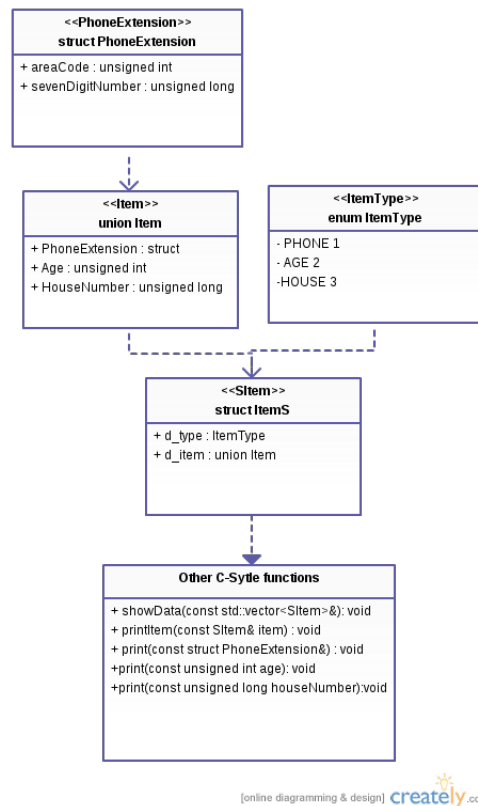 <<PhoneExtension>>
struct PhoneExtension
+ areaCode : unsigned int
+ sevenDigitNumber : unsigned long
<<Item>>
union Item
+ PhoneExtension : struct
+ Age : unsigned int
+ HouseNumber : unsigned long
<<ItemType>>
enum ItemType
- PHONE 1
- AGE 2
-HOUSE 3
<<SItem>>
struct ItemS
+ d_type : ItemType
+ d_item : union Item
Other C-Sytle functions
+ showData(const std::vector<SItem>&): void
+ printItem(const SItem& item) : void
+ print(const struct PhoneExtension&) : void
+print(const unsigned int age): void
+print(const unsigned long houseNumber):void
[online diagramming & design] creately.co